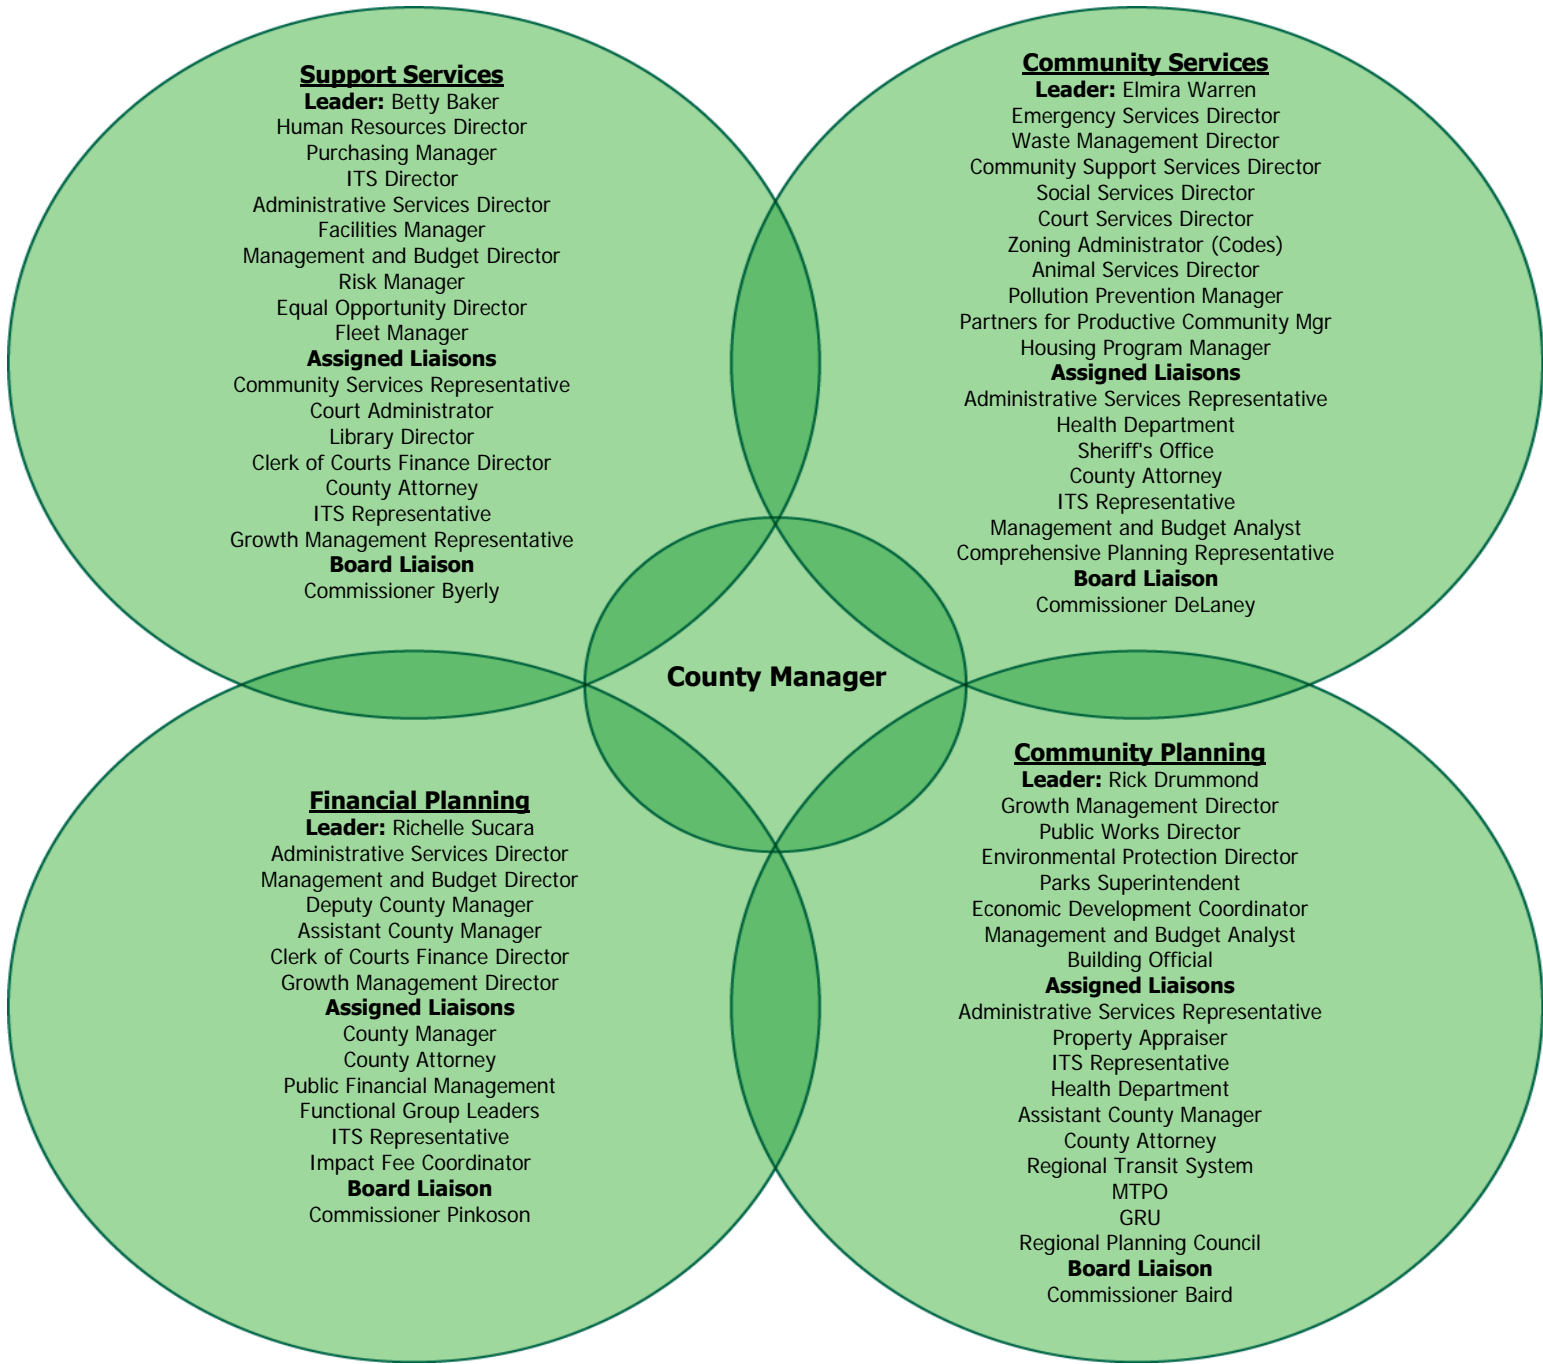 Support Services
Leader: Betty Baker
Human Resources Director
Purchasing Manager
ITS Director
Administrative Services Director
Facilities Manager
Management and Budget Director
Risk Manager
Equal Opportunity Director
Fleet Manager
Assigned Liaisons
Community Services Representative
Court Administrator
Library Director
Clerk of Courts Finance Director
County Attorney
ITS Representative
Growth Management Representative
Board Liaison
Commissioner Byerly
Community Services
Leader: Elmira Warren
Emergency Services Director
Waste Management Director
Community Support Services Director
Social Services Director
Court Services Director
Zoning Administrator (Codes)
Animal Services Director
Pollution Prevention Manager
Partners for Productive Community Mgr
Housing Program Manager
Assigned Liaisons
Administrative Services Representative
Health Department
Sheriff's Office
County Attorney
ITS Representative
Management and Budget Analyst
Comprehensive Planning Representative
Board Liaison
Commissioner DeLaney
County Manager
Financial Planning
Leader: Richelle Sucara
Administrative Services Director
Management and Budget Director
Deputy County Manager
Assistant County Manager
Clerk of Courts Finance Director
Growth Management Director
Assigned Liaisons
County Manager
County Attorney
Public Financial Management
Functional Group Leaders
ITS Representative
Impact Fee Coordinator
Board Liaison
Commissioner Pinkoson
Community Planning
Leader: Rick Drummond
Growth Management Director
Public Works Director
Environmental Protection Director
Parks Superintendent
Economic Development Coordinator
Management and Budget Analyst
Building Official
Assigned Liaisons
Administrative Services Representative
Property Appraiser
ITS Representative
Health Department
Assistant County Manager
County Attorney
Regional Transit System
MTPO
GRU
Regional Planning Council
Board Liaison
Commissioner Baird